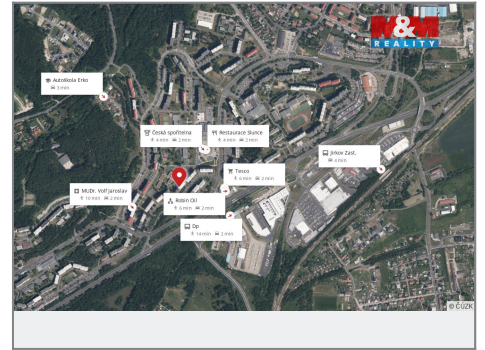 M&M
REALITY
Autoškola Erko
3 min
Česká spořitelna
4 min 2 min
Restaurace Slunce
4 min 2 min
Jirkov Zast.
4 min
Tesco
6 min 2 min
MUDr. Volf Jaroslav
10 min 2 min
Robin Oil
6 min 2 min
Dp
14 min 2 min
© ČÚZK